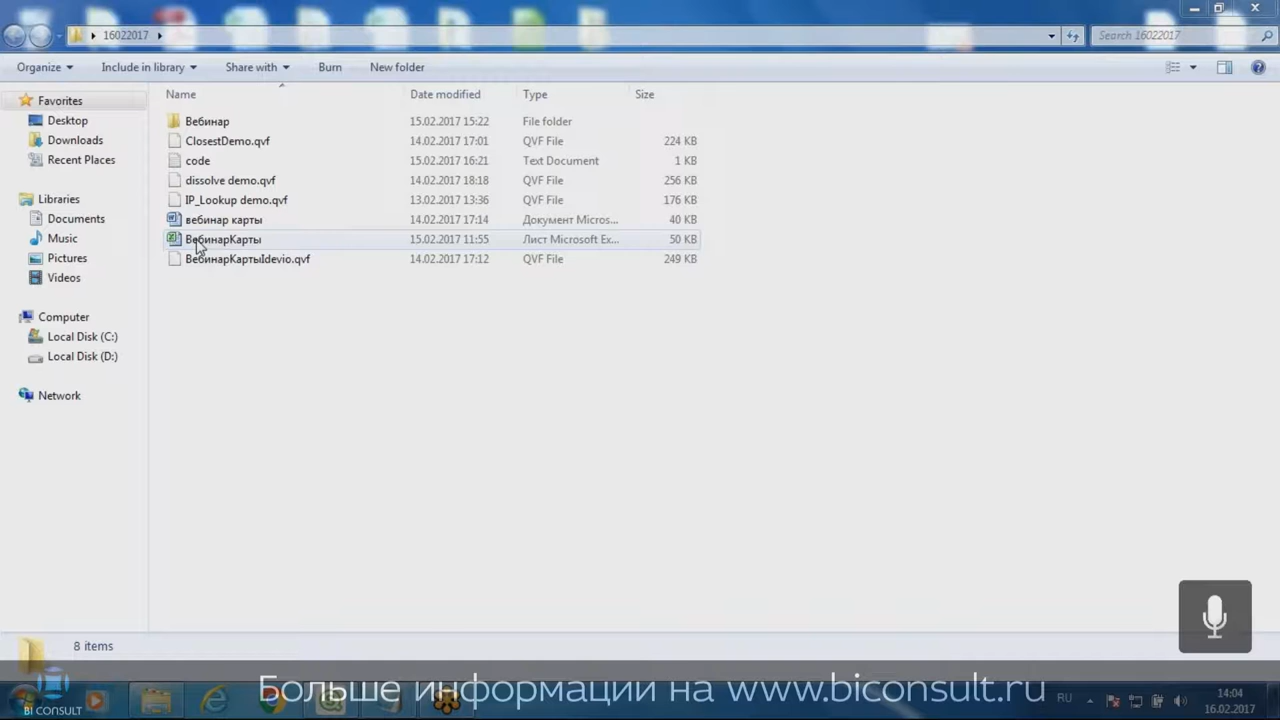 16022017
Search 16022017
Organize Include in library Share with Burn New folder
Name Date modified Type Size
Favorites
Desktop
Downloads
Recent Places
Libraries
Documents
Music
Pictures
Videos
Computer
Local Disk (C:)
Local Disk (D:)
Network
Вебинар 15.02.2017 15:22 File folder
ClosestDemo.qvf 14.02.2017 17:01 QVF File 224 KB
code 15.02.2017 16:21 Text Document 1 KB
dissolve demo.qvf 14.02.2017 18:18 QVF File 256 KB
IP_Lookup demo.qvf 13.02.2017 13:36 QVF File 176 KB
вебинар карты 14.02.2017 17:14 Документ Micros... 40 KB
ВебинарКарты 15.02.2017 11:55 Лист Microsoft Ex... 50 KB
ВебинарКартыIdevio.qvf 14.02.2017 17:12 QVF File 249 KB
8 items
Больше информации на www.biconsult.ru
BI CONSULT
RU
14:04
16.02.2017